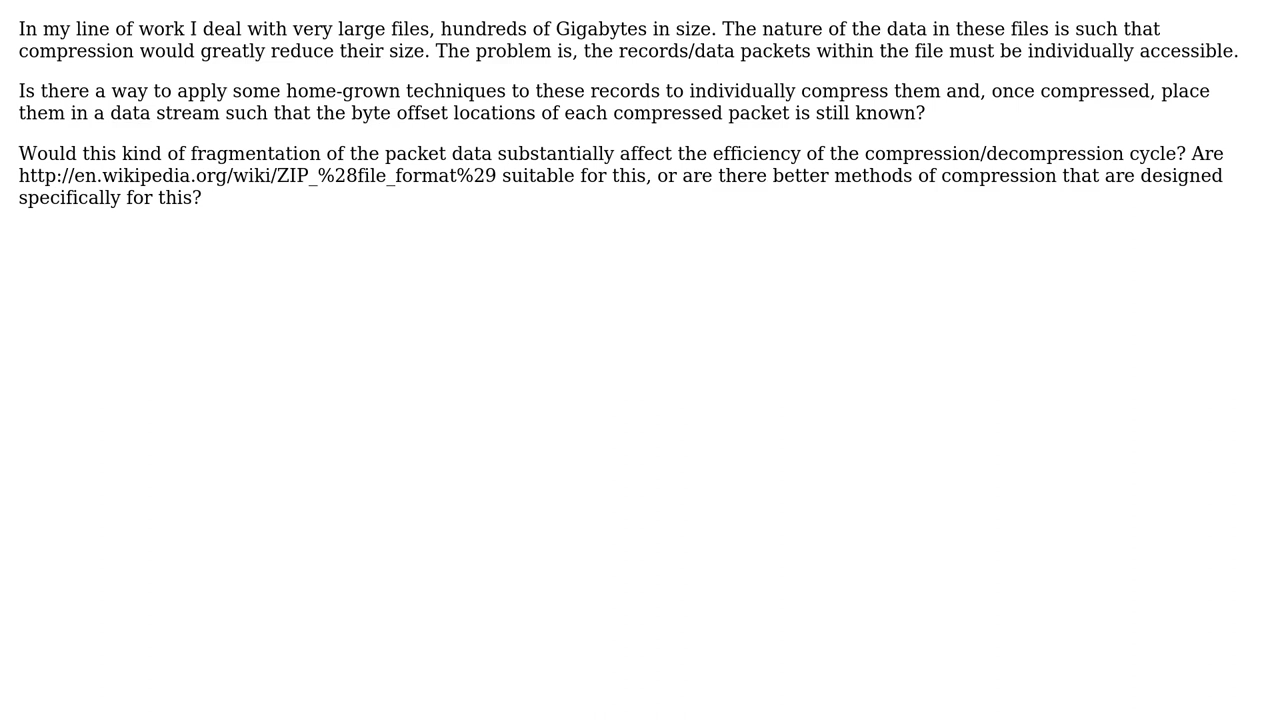 In my line of work I deal with very large files, hundreds of Gigabytes in size. The nature of the data in these files is such that
compression would greatly reduce their size. The problem is, the records/data packets within the file must be individually accessible.
Is there a way to apply some home-grown techniques to these records to individually compress them and, once compressed, place
them in a data stream such that the byte offset locations of each compressed packet is still known?
Would this kind of fragmentation of the packet data substantially affect the efficiency of the compression/decompression cycle? Are
http://en.wikipedia.org/wiki/ZIP_%28file_format%29 suitable for this, or are there better methods of compression that are designed
specifically for this?